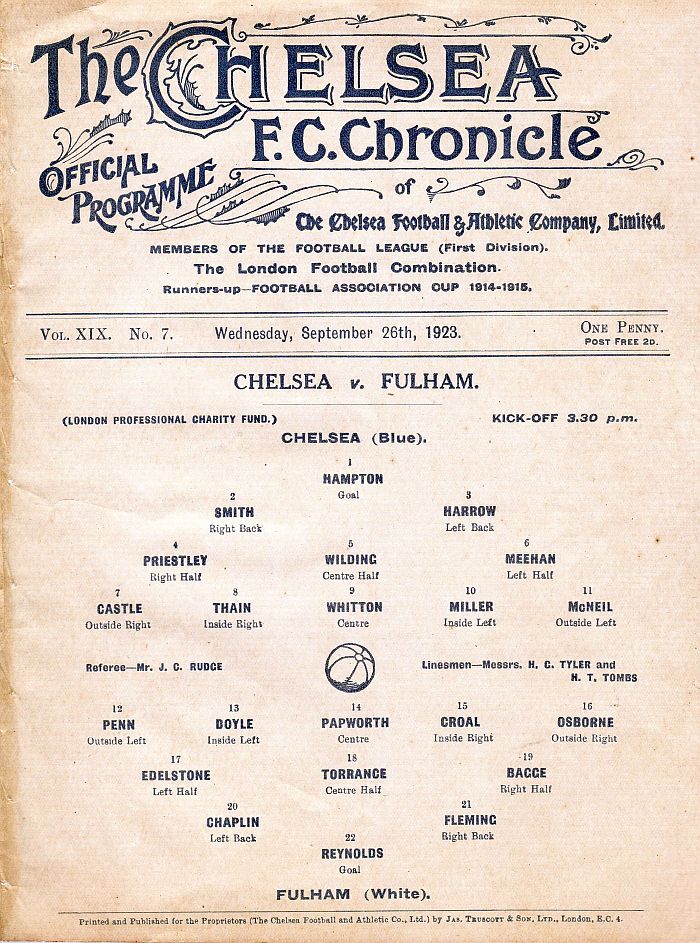 The CHELSEA
F.C. Chronicle
OFFICIAL
PROGRAMME
of
The Chelsea Football & Athletic Company, Limited.
MEMBERS OF THE FOOTBALL LEAGUE (First Division).
The London Football Combination.
Runners-up—FOOTBALL ASSOCIATION CUP 1914-1915.
VOL. XIX. No. 7. Wednesday, September 26th, 1923. ONE PENNY.
POST FREE 2D.
CHELSEA v. FULHAM.
(LONDON PROFESSIONAL CHARITY FUND.) KICK-OFF 3.30 p.m.
CHELSEA (Blue).
1
HAMPTON
Goal
2 3
SMITH HARROW
Right Back Left Back
4 5 6
PRIESTLEY WILDING MEEHAN
Right Half Centre Half Left Half
7 8 9 10 11
CASTLE THAIN WHITTON MILLER McNEIL
Outside Right Inside Right Centre Inside Left Outside Left
Referee—Mr. J. C. RUDGE Linesmen—Messrs. H. C. TYLER and
H. T. TOMBS
12 13 14 15 16
PENN DOYLE PAPWORTH CROAL OSBORNE
Outside Left Inside Left Centre Inside Right Outside Right
17 18 19
EDELSTONE TORRANCE BAGGE
Left Half Centre Half Right Half
20 21
CHAPLIN FLEMING
Left Back Right Back
22
REYNOLDS
Goal
FULHAM (White).
Printed and Published for the Proprietors (The Chelsea Football and Athletic Co., Ltd.) by JAS. TRUSCOTT & SON, LTD., London, E.C. 4.